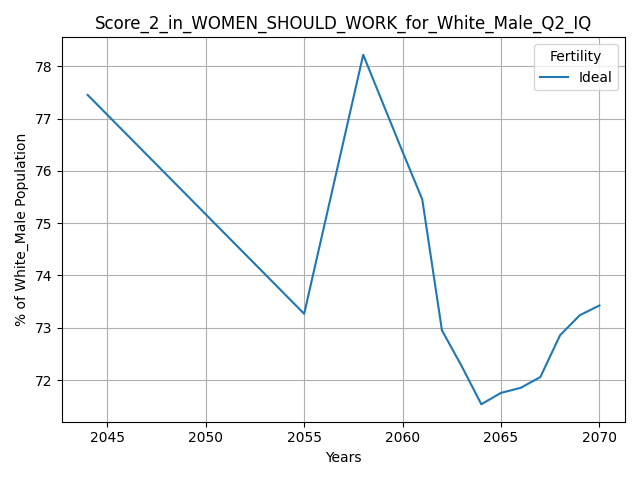 Score_2_in_WOMEN_SHOULD_WORK_for_White_Male_Q2_IQ
Fertility
Ideal
% of White_Male Population
78
77
76
75
74
73
72
2045 2050 2055 2060 2065 2070
Years